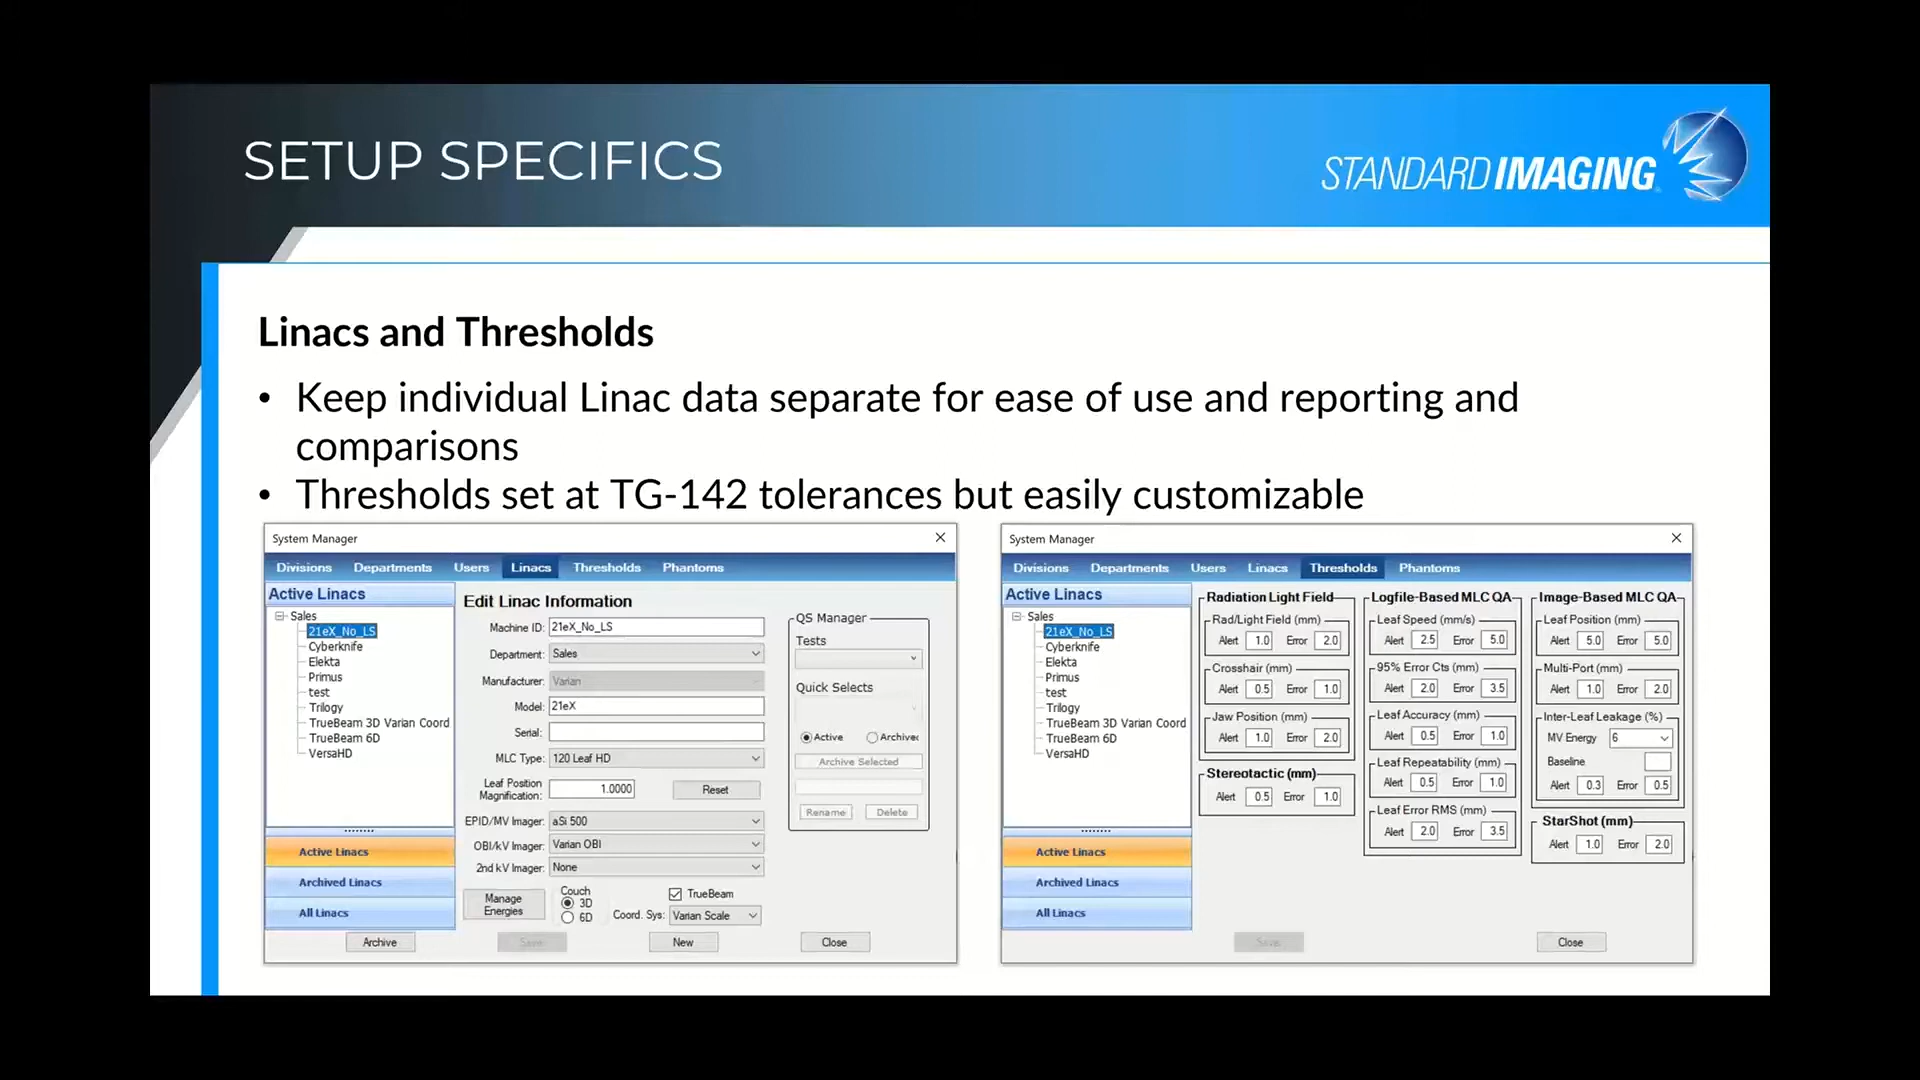 SETUP SPECIFICS
STANDARD IMAGING
Linacs and Thresholds
• Keep individual Linac data separate for ease of use and reporting and
comparisons
• Thresholds set at TG-142 tolerances but easily customizable
System Manager
Divisions Departments Users Linacs Thresholds Phantoms
Active Linacs
Sales
21eX_No_LS
Cyberknife
Elekta
Primus
test
Trilogy
TrueBeam 3D Varian Coord
TrueBeam 6D
VersaHD
Active Linacs
Archived Linacs
All Linacs
Edit Linac Information
Machine ID: 21eX_No_LS
Department: Sales
Manufacturer: Varian
Model: 21eX
Serial:
MLC Type: 120 Leaf HD
Leaf Position
Magnification: 1.0000 Reset
EPID/MV Imager: aSi 500
OBI/kV Imager: Varian OBI
2nd kV Imager: None
Manage
Energies
Couch
3D
6D
TrueBeam
Coord. Sys: Varian Scale
QS Manager
Tests
Quick Selects
Active Archivec
Archive Selected
Rename Delete
Archive Save New Close
System Manager
Divisions Departments Users Linacs Thresholds Phantoms
Active Linacs
Sales
21eX_No_LS
Cyberknife
Elekta
Primus
test
Trilogy
TrueBeam 3D Varian Coord
TrueBeam 6D
VersaHD
Active Linacs
Archived Linacs
All Linacs
Radiation Light Field
Rad/Light Field (mm)
Alert 1.0 Error 2.0
Crosshair (mm)
Alert 0.5 Error 1.0
Jaw Position (mm)
Alert 1.0 Error 2.0
Stereotactic (mm)
Alert 0.5 Error 1.0
Logfile-Based MLC QA
Leaf Speed (mm/s)
Alert 2.5 Error 5.0
95% Error Cts (mm)
Alert 2.0 Error 3.5
Leaf Accuracy (mm)
Alert 0.5 Error 1.0
Leaf Repeatability (mm)
Alert 0.5 Error 1.0
Leaf Error RMS (mm)
Alert 2.0 Error 3.5
Image-Based MLC QA
Leaf Position (mm)
Alert 5.0 Error 5.0
Multi-Port (mm)
Alert 1.0 Error 2.0
Inter-Leaf Leakage (%)
MV Energy 6
Baseline
Alert 0.3 Error 0.5
StarShot (mm)
Alert 1.0 Error 2.0
Save Close